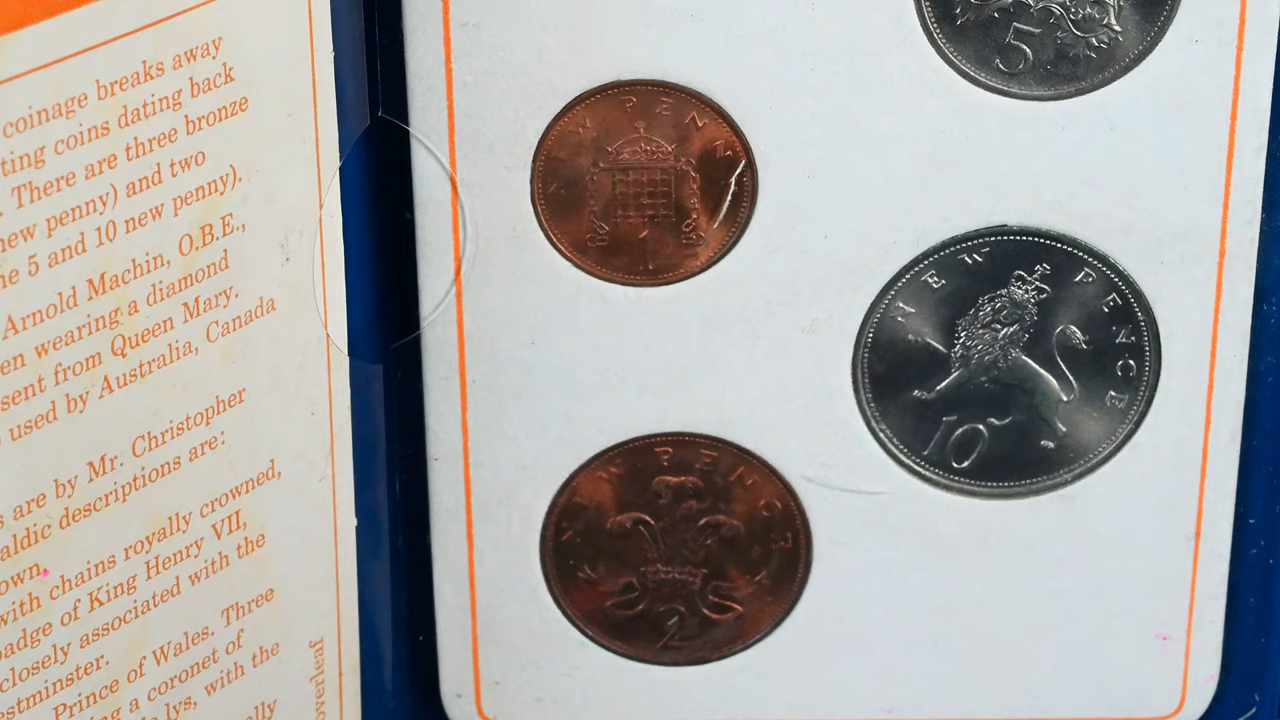 coinage breaks away
ting coins dating back
. There are three bronze
new penny) and two
he 5 and 10 new penny).
Arnold Machin, O.B.E.,
en wearing a diamond
sent from Queen Mary.
used by Australia, Canada
s are by Mr. Christopher
aldic descriptions are:
own.
with chains royally crowned,
badge of King Henry VII,
closely associated with the
estminster.
Prince of Wales. Three
ng a coronet of
lys, with the
ally
overleaf
NEW PENNY
1
5
NEW PENCE
10
NEW PENCE
2